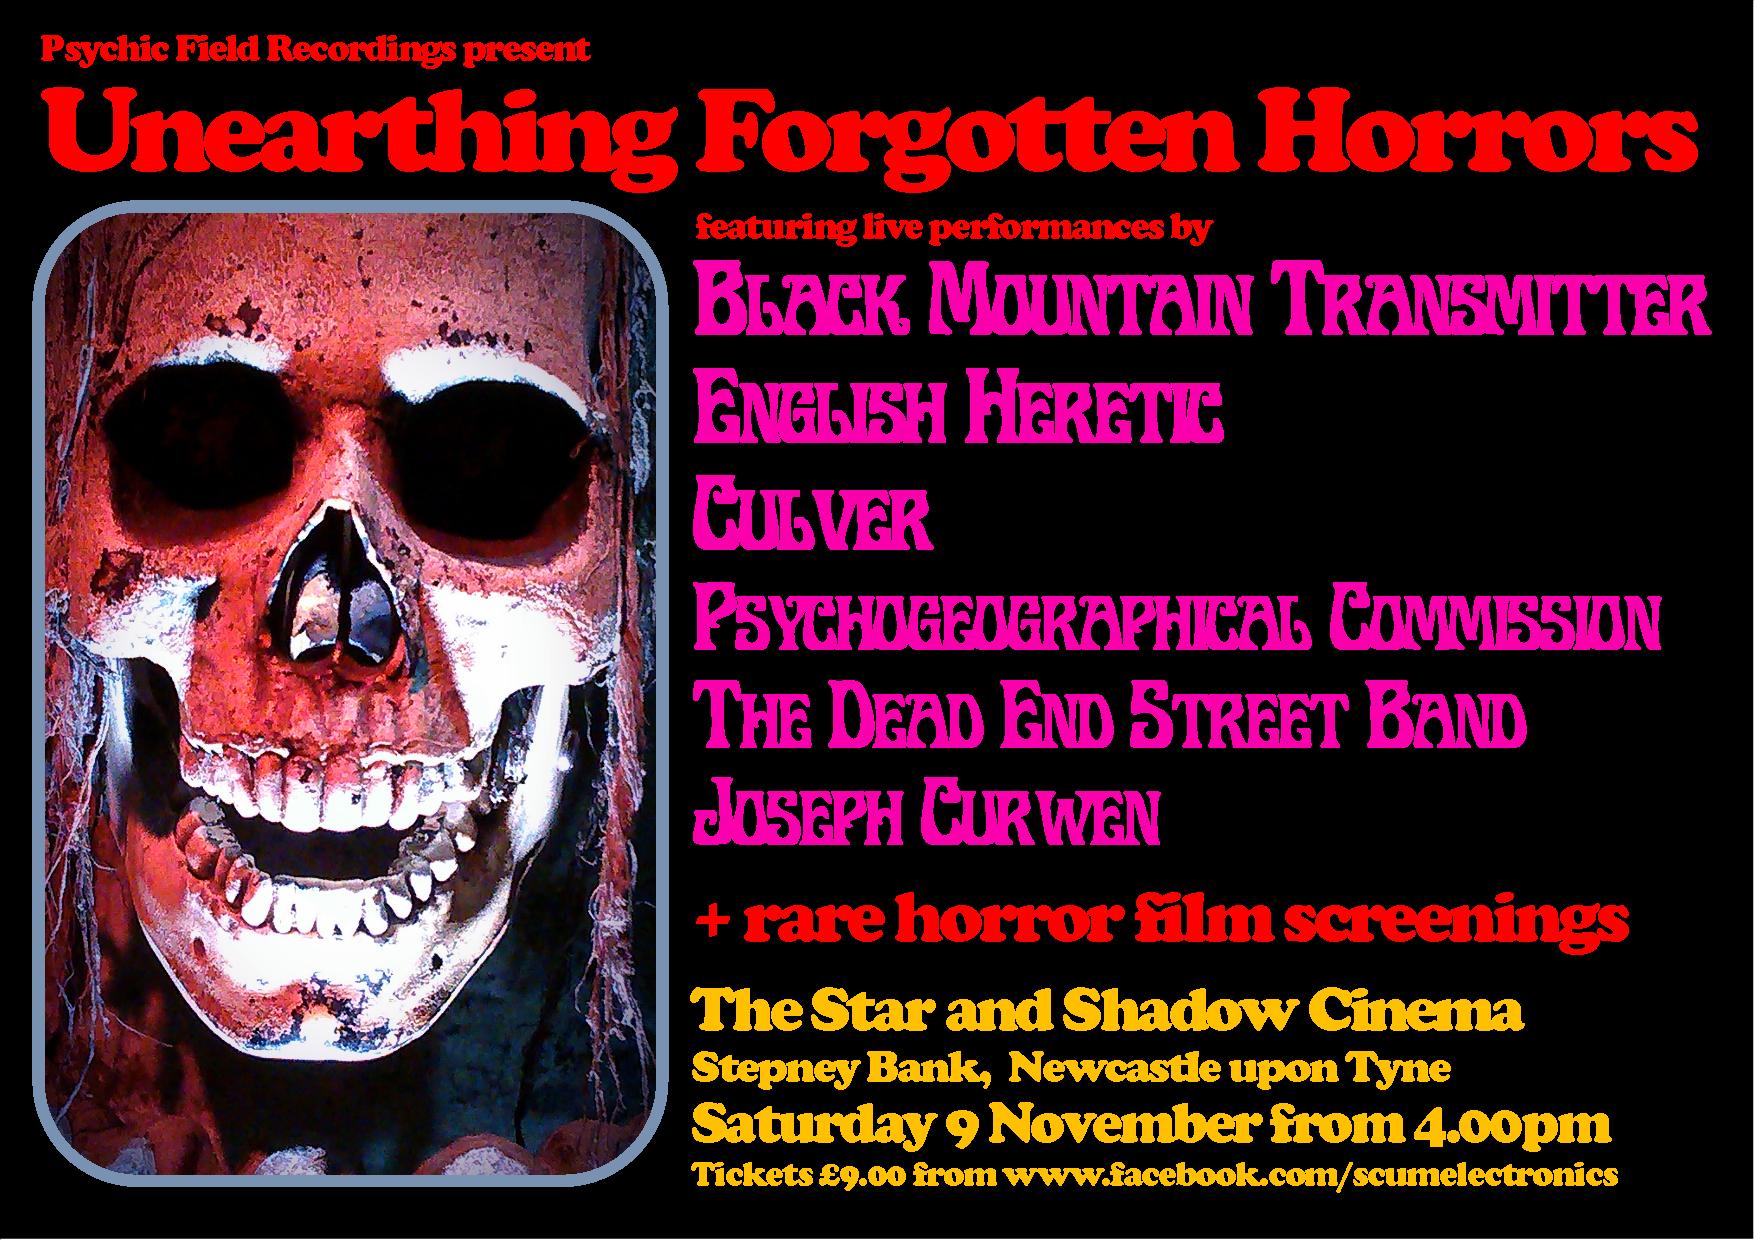 Psychic Field Recordings present
Unearthing Forgotten Horrors
featuring live performances by
Black Mountain Transmitter
English Heretic
Culver
Psychogeographical Commission
The Dead End Street Band
Joseph Curwen
+ rare horror film screenings
The Star and Shadow Cinema
Stepney Bank, Newcastle upon Tyne
Saturday 9 November from 4.00pm
Tickets £9.00 from www.facebook.com/scumelectronics